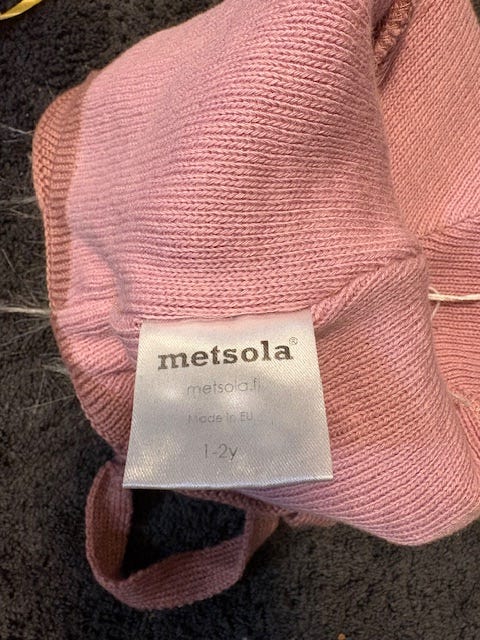 metsola®
metsola.fi
Made in EU
1-2y